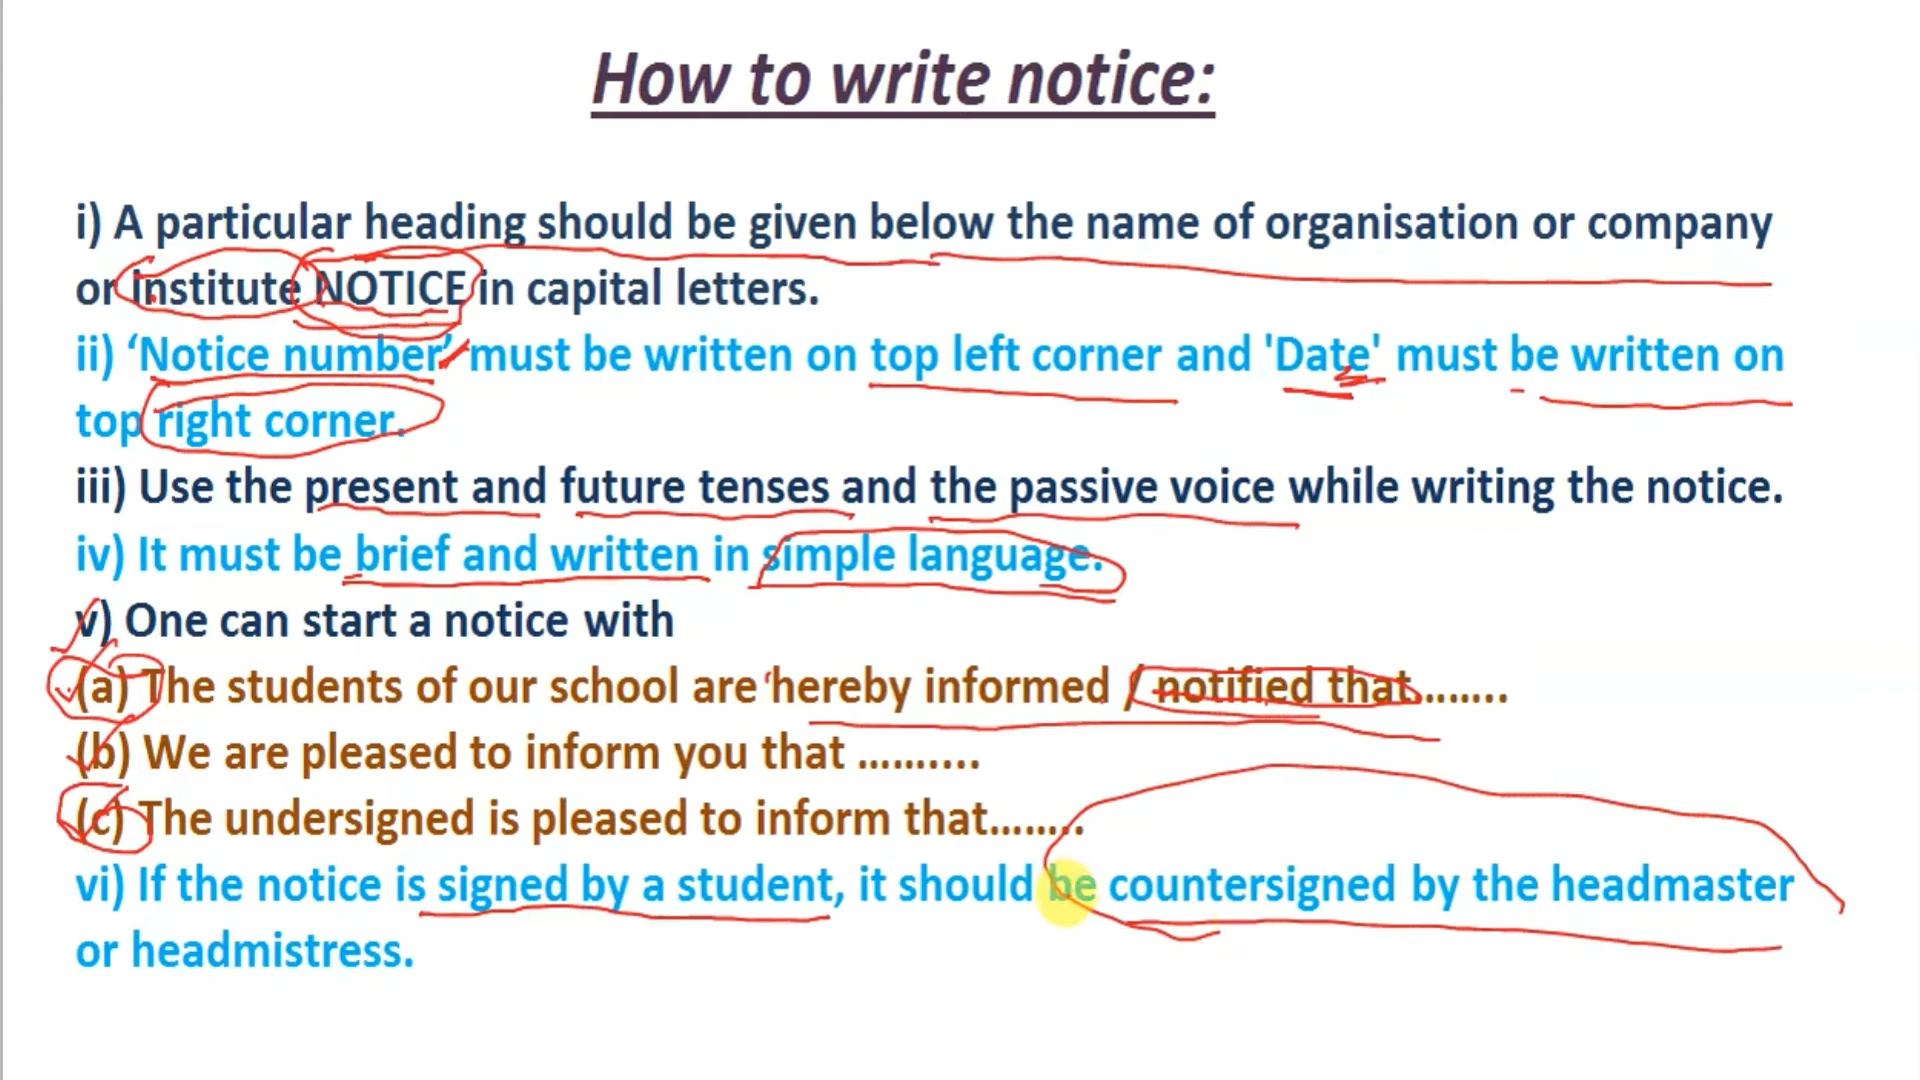 How to write notice:
i) A particular heading should be given below the name of organisation or company
or institute NOTICE in capital letters.
ii) ‘Notice number’ must be written on top left corner and 'Date' must be written on
top right corner.
iii) Use the present and future tenses and the passive voice while writing the notice.
iv) It must be brief and written in simple language.
v) One can start a notice with
(a) The students of our school are hereby informed / notified that........
(b) We are pleased to inform you that .........
(c) The undersigned is pleased to inform that........
vi) If the notice is signed by a student, it should be countersigned by the headmaster
or headmistress.